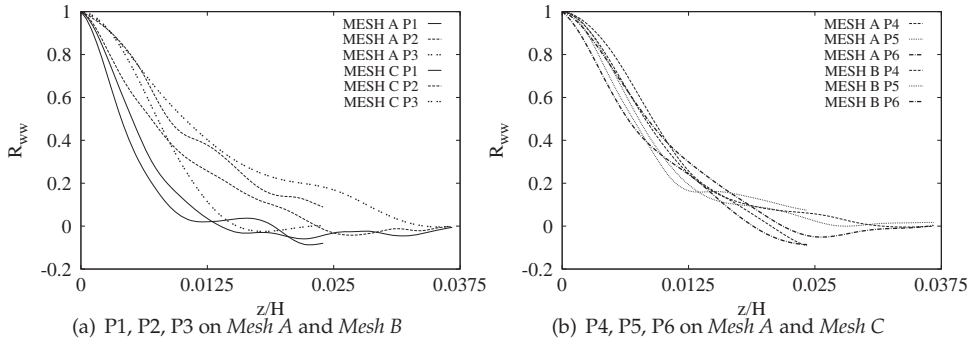 1
0.8
0.6
0.4
0.2
0
-0.2
R_ww
0
0.0125
0.025
0.0375
z/H
MESH A P1
MESH A P2
MESH A P3
MESH C P1
MESH C P2
MESH C P3
(a) P1, P2, P3 on Mesh A and Mesh B
1
0.8
0.6
0.4
0.2
0
-0.2
R_ww
0
0.0125
0.025
0.0375
z/H
MESH A P4
MESH A P5
MESH A P6
MESH B P4
MESH B P5
MESH B P6
(b) P4, P5, P6 on Mesh A and Mesh C